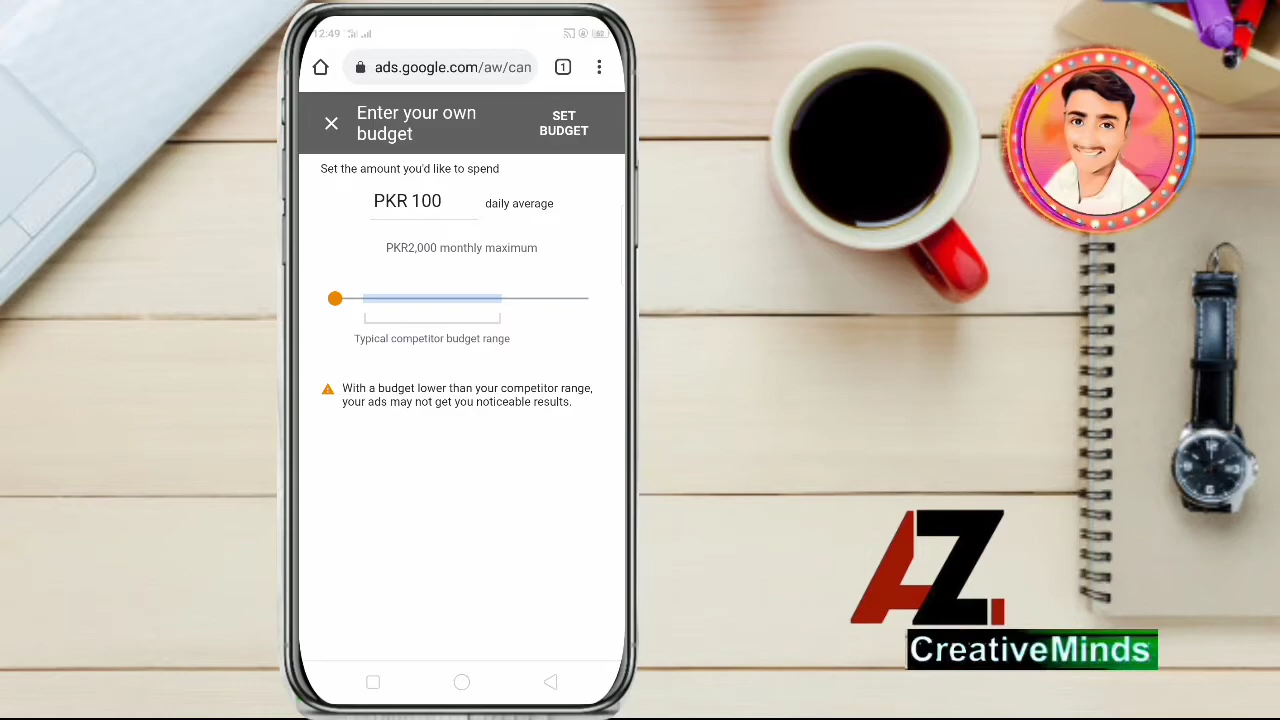 12:49
ads.google.com/aw/can
1
Enter your own
budget
SET
BUDGET
Set the amount you'd like to spend
PKR 100 daily average
PKR2,000 monthly maximum
Typical competitor budget range
With a budget lower than your competitor range,
your ads may not get you noticeable results.
AZ
CreativeMinds